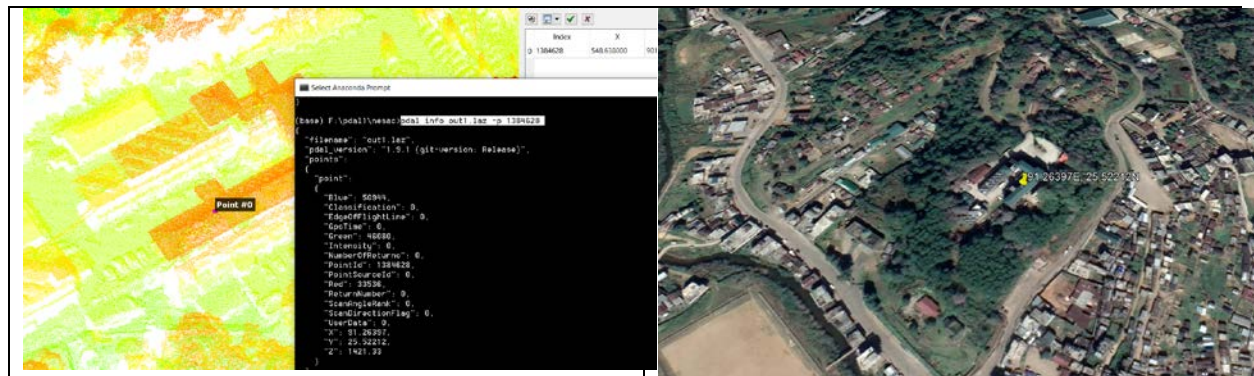 Index X
0 1384628 548.630000 901
Select Anaconda Prompt
}
(base) F:\pdal1\nesac>pdal info out1.laz -p 1384628
{
"filename": "out1.laz",
"pdal_version": "1.9.1 (git-version: Release)",
"points":
{
"point":
{
"Blue": 50944,
"Classification": 0,
"EdgeOfFlightLine": 0,
"GpsTime": 0,
"Green": 46080,
"Intensity": 0,
"NumberOfReturns": 0,
"PointId": 1384628,
"PointSourceId": 0,
"Red": 33536,
"ReturnNumber": 0,
"ScanAngleRank": 0,
"ScanDirectionFlag": 0,
"UserData": 0,
"X": 91.26397,
"Y": 25.52212,
"Z": 1421.33
}
Point #0
91.26397E, 25.52212N